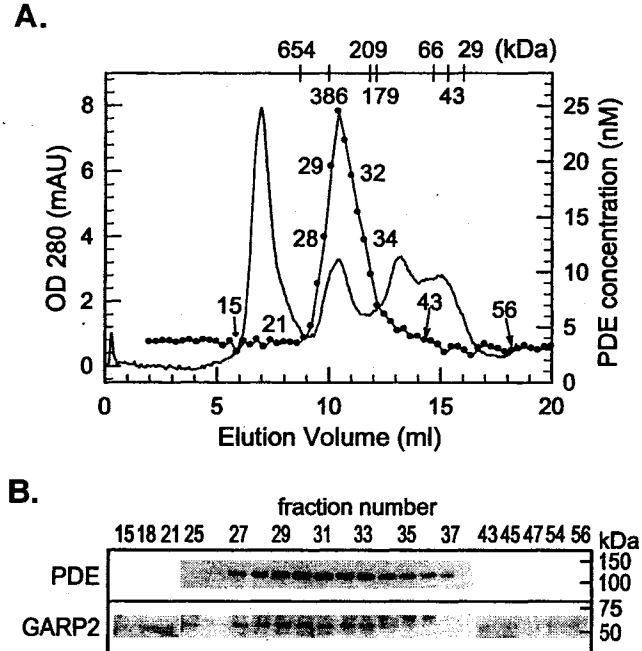 A.
654 209 66 29 (kDa)
386 179 43
8
6
4
2
0
OD 280 (mAU)
29 32
28 34
15 21 43 56
25
20
15
10
5
0
PDE concentration (nM)
0 5 10 15 20
Elution Volume (ml)
B.
fraction number
15 18 21 25 27 29 31 33 35 37 43 45 47 54 56 kDa
PDE 150
100
GARP2 75
50